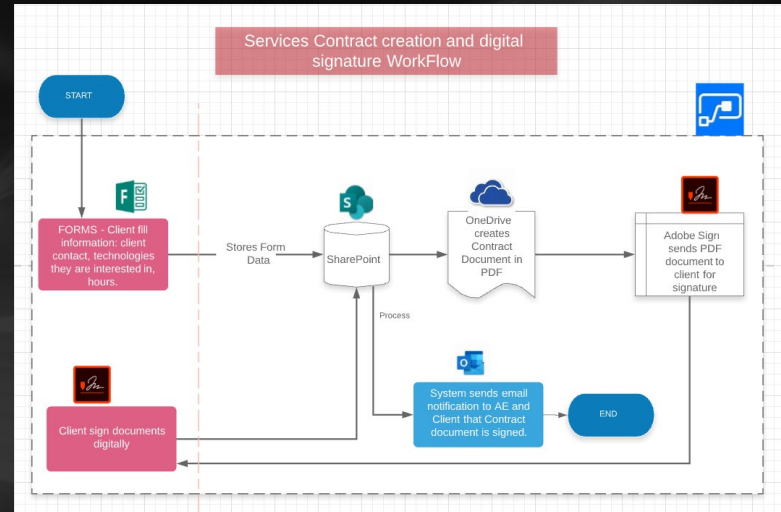 Services Contract creation and digital
signature WorkFlow
START
F
FORMS - Client fill
information: client
contact, technologies
they are interested in,
hours.
Stores Form
Data
S
SharePoint
OneDrive
creates
Contract
Document in
PDF
Adobe Sign
sends PDF
document to
client for
signature
Process
Client sign documents
digitally
O
System sends email
notification to AE and
Client that Contract
document is signed.
END